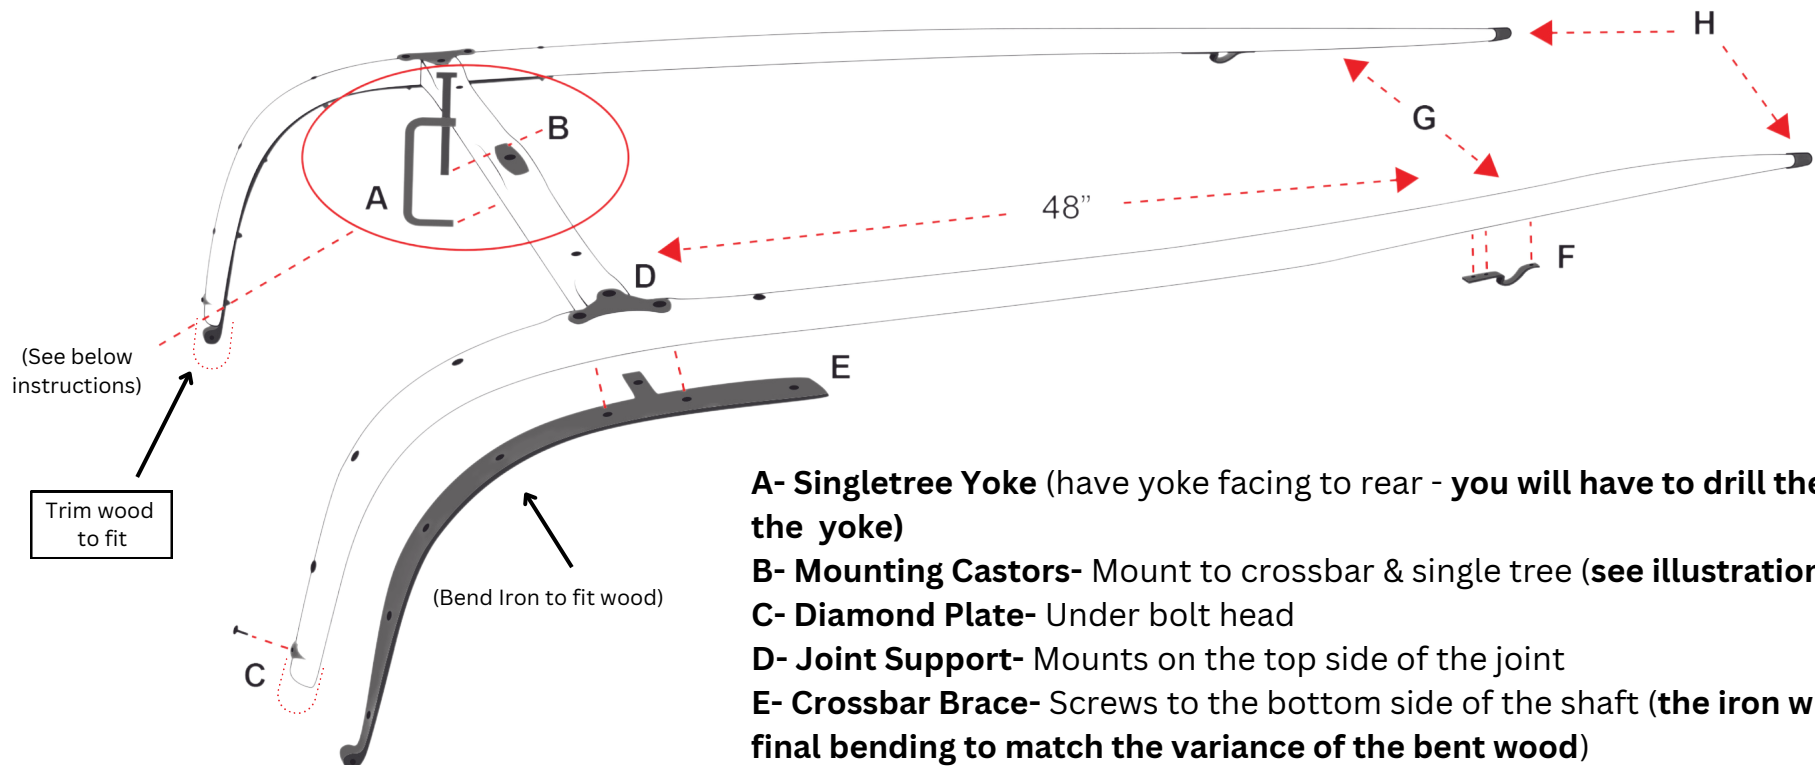 H
B
G
A
48”
D
F
(See below
instructions)
E
Trim wood
to fit
(Bend Iron to fit wood)
C
A- Singletree Yoke (have yoke facing to rear - you will have to drill the
the yoke)
B- Mounting Castors- Mount to crossbar & single tree (see illustration
C- Diamond Plate- Under bolt head
D- Joint Support- Mounts on the top side of the joint
E- Crossbar Brace- Screws to the bottom side of the shaft (the iron w
final bending to match the variance of the bent wood)